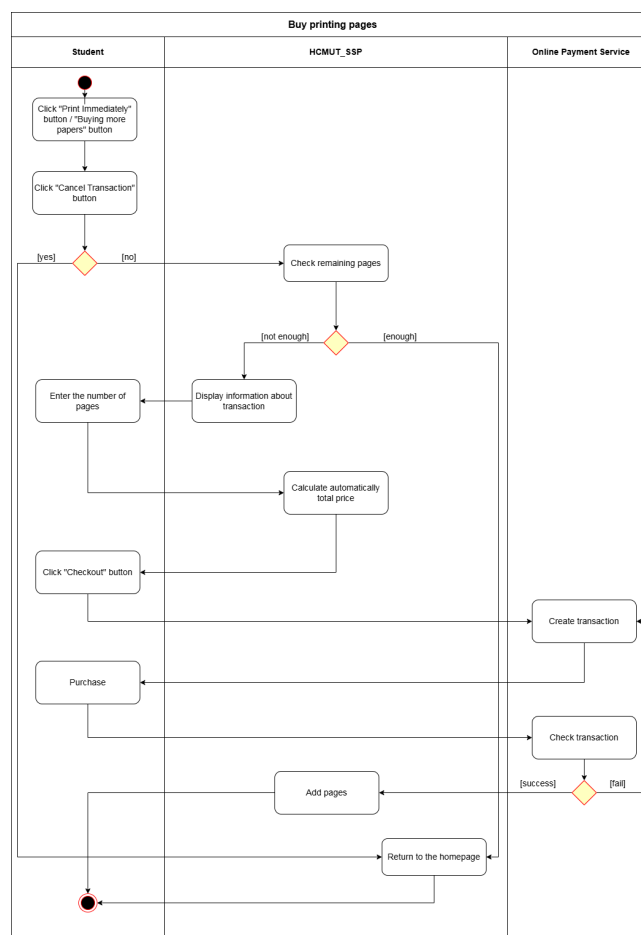 Buy printing pages
Student
HCMUT_SSP
Online Payment Service
Click "Print Immediately"
button / "Buying more
papers" button
Click "Cancel Transaction"
button
[yes]
[no]
Check remaining pages
[not enough]
[enough]
Enter the number of
pages
Display information about
transaction
Calculate automatically
total price
Click "Checkout" button
Create transaction
Purchase
Check transaction
[success]
[fail]
Add pages
Return to the homepage